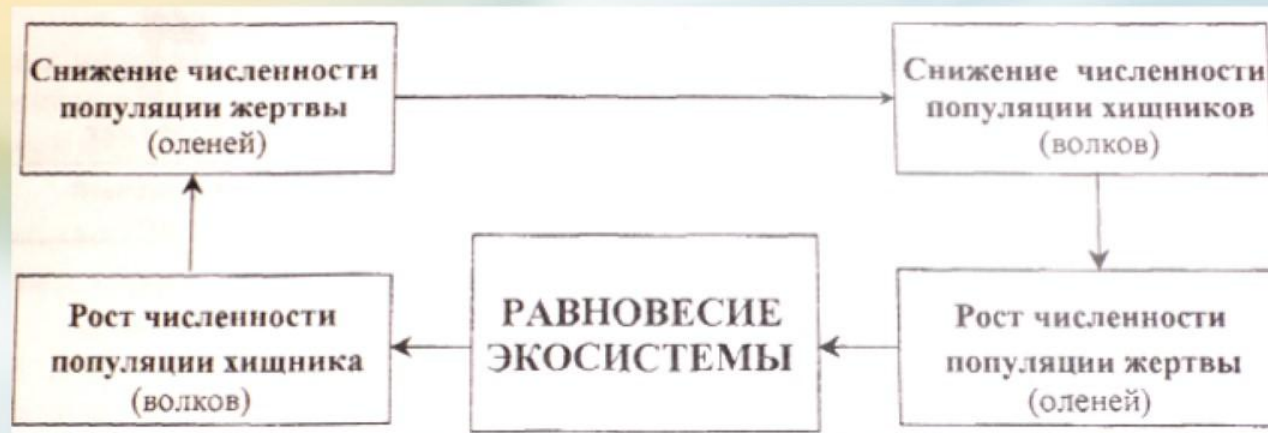 Снижение численности
популяции жертвы
(оленей)
Снижение численности
популяции хищников
(волков)
Рост численности
популяции хищника
(волков)
РАВНОВЕСИЕ
ЭКОСИСТЕМЫ
Рост численности
популяции жертвы
(оленей)